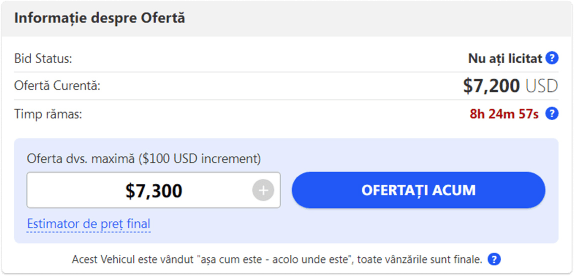 Informație despre Ofertă
Bid Status: Nu ați licitat ?
Ofertă Curentă: $7,200 USD
Timp rămas: 8h 24m 57s ?
Oferta dvs. maximă ($100 USD increment)
$7,300 + OFERTAȚI ACUM
Estimator de preț final
Acest Vehicul este vândut "așa cum este - acolo unde este", toate vânzările sunt finale. ?